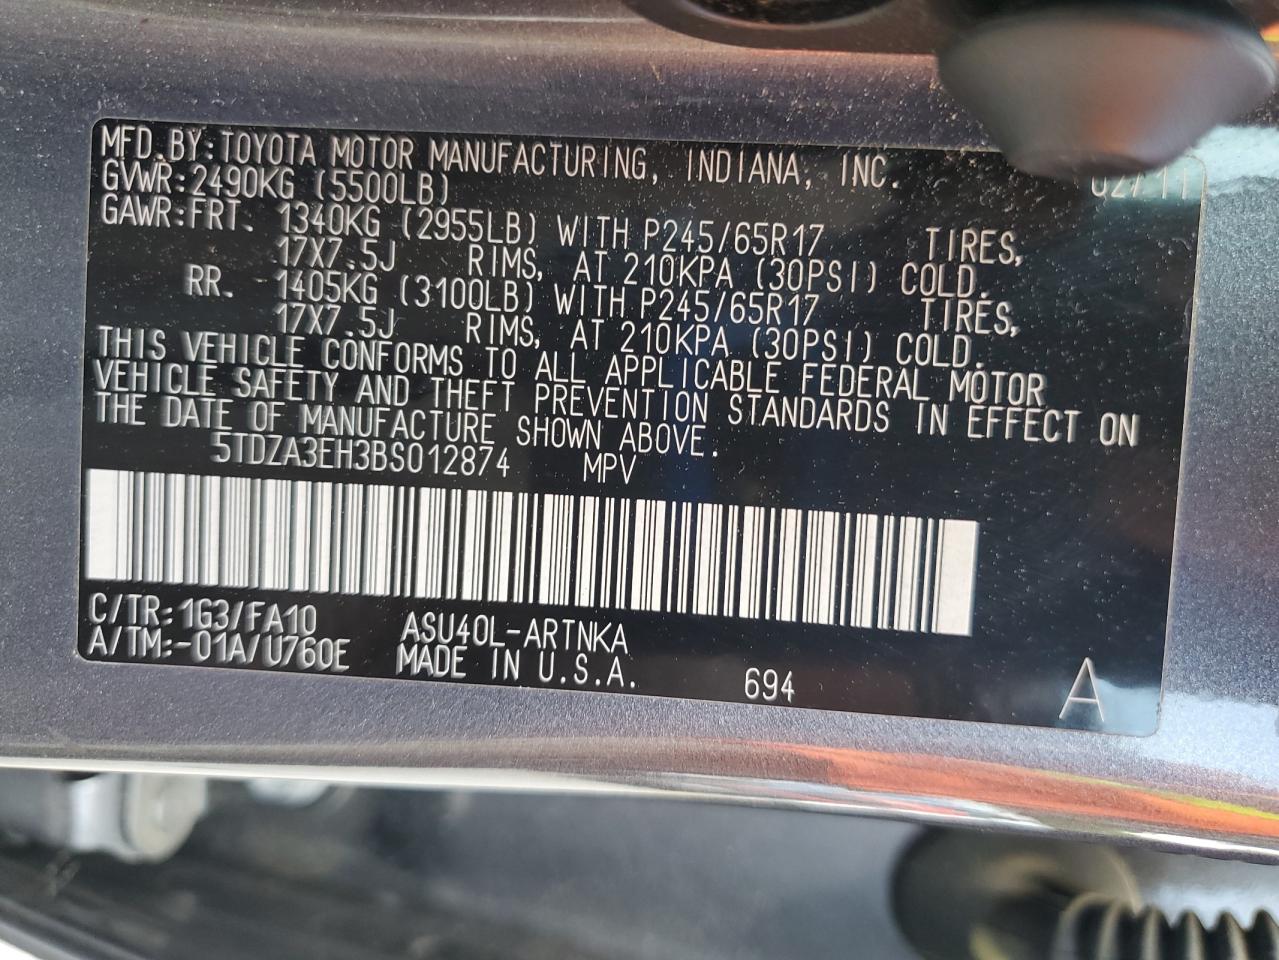 MFD.BY:TOYOTA MOTOR MANUFACTURING, INDIANA, INC. 02/11
GVWR:2490KG (5500LB)
GAWR:FRT. 1340KG (2955LB) WITH P245/65R17 TIRES,
17X7.5J RIMS, AT 210KPA (30PSI) COLD.
RR. 1405KG (3100LB) WITH P245/65R17 TIRES,
17X7.5J RIMS, AT 210KPA (30PSI) COLD.
THIS VEHICLE CONFORMS TO ALL APPLICABLE FEDERAL MOTOR
VEHICLE SAFETY AND THEFT PREVENTION STANDARDS IN EFFECT ON
THE DATE OF MANUFACTURE SHOWN ABOVE.
5TDZA3EH3BS012874 MPV
C/TR:1G3/FA10 ASU40L-ARTNKA
A/TM:-01A/U760E MADE IN U.S.A. 694 A